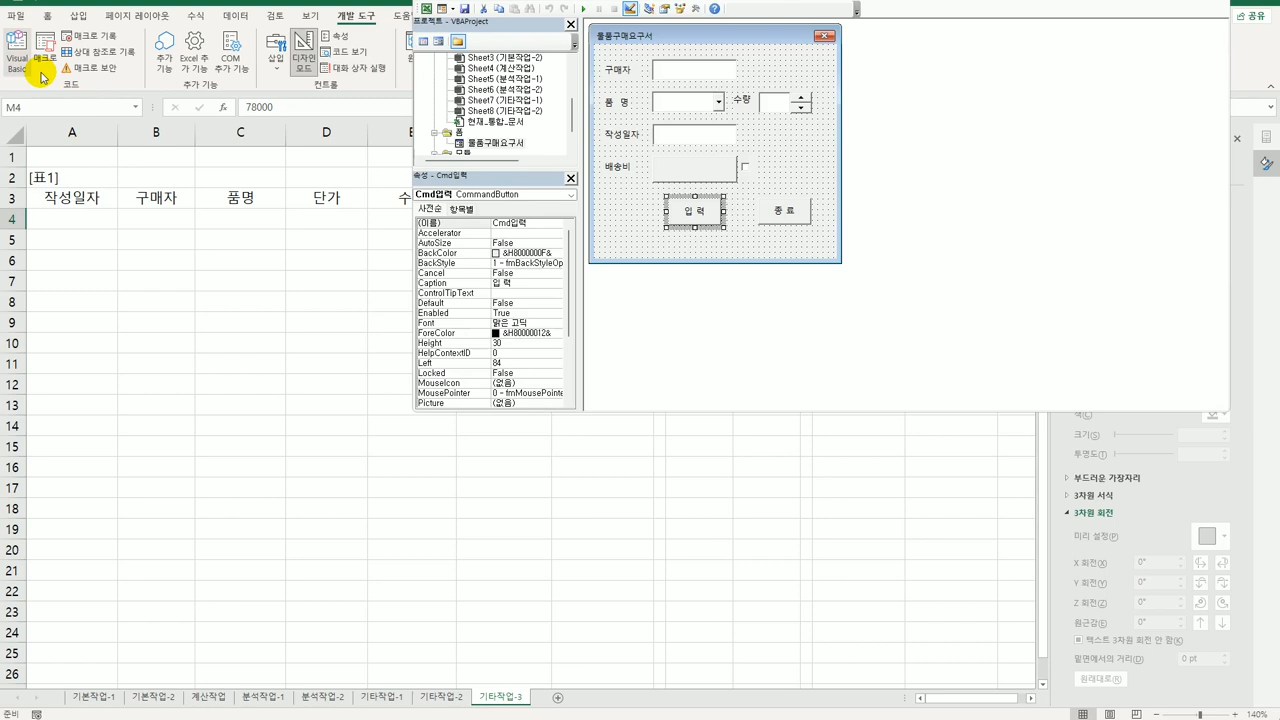 파일 홈 삽입 페이지 레이아웃 수식 데이터 검토 보기 개발 도구 도움
공유
Visual Basic
매크로
매크로 기록
상대 참조로 기록
매크로 보안
코드
추가 기능
Excel 추가 기능
COM 추가 기능
추가 기능
삽입
디자인 모드
속성
코드 보기
대화 상자 실행
컨트롤
M4
78000
A B C D E
1
2 [표1]
3 작성일자 구매자 품명 단가 수
4
5
6
7
8
9
10
11
12
13
14
15
16
17
18
19
20
21
22
23
24
25
26
프로젝트 - VBAProject
Sheet3 (기본작업-2)
Sheet4 (계산작업)
Sheet5 (분석작업-1)
Sheet6 (분석작업-2)
Sheet7 (기타작업-1)
Sheet8 (기타작업-2)
현재_통합_문서
폼
물품구매요구서
모듈
속성 - Cmd입력
Cmd입력 CommandButton
사전순 항목별
(이름) Cmd입력
Accelerator
AutoSize False
BackColor &H8000000F&
BackStyle 1 - fmBackStyleOp
Cancel False
Caption 입 력
ControlTipText
Default False
Enabled True
Font 맑은 고딕
ForeColor &H80000012&
Height 30
HelpContextID 0
Left 84
Locked False
MouseIcon (없음)
MousePointer 0 - fmMousePointe
Picture (없음)
물품구매요구서
구매자
품 명 수량
작성일자
배송비
입 력 종 료
색(C)
크기(S)
투명도(T)
부드러운 가장자리
3차원 서식
3차원 회전
미리 설정(P)
X 회전(X) 0°
Y 회전(Y) 0°
Z 회전(Z) 0°
원근감(E) 0°
텍스트 3차원 회전 안 함(K)
밑면에서의 거리(D) 0 pt
원래대로(R)
기본작업-1 기본작업-2 계산작업 분석작업-1 분석작업-2 기타작업-1 기타작업-2 기타작업-3
준비
140%